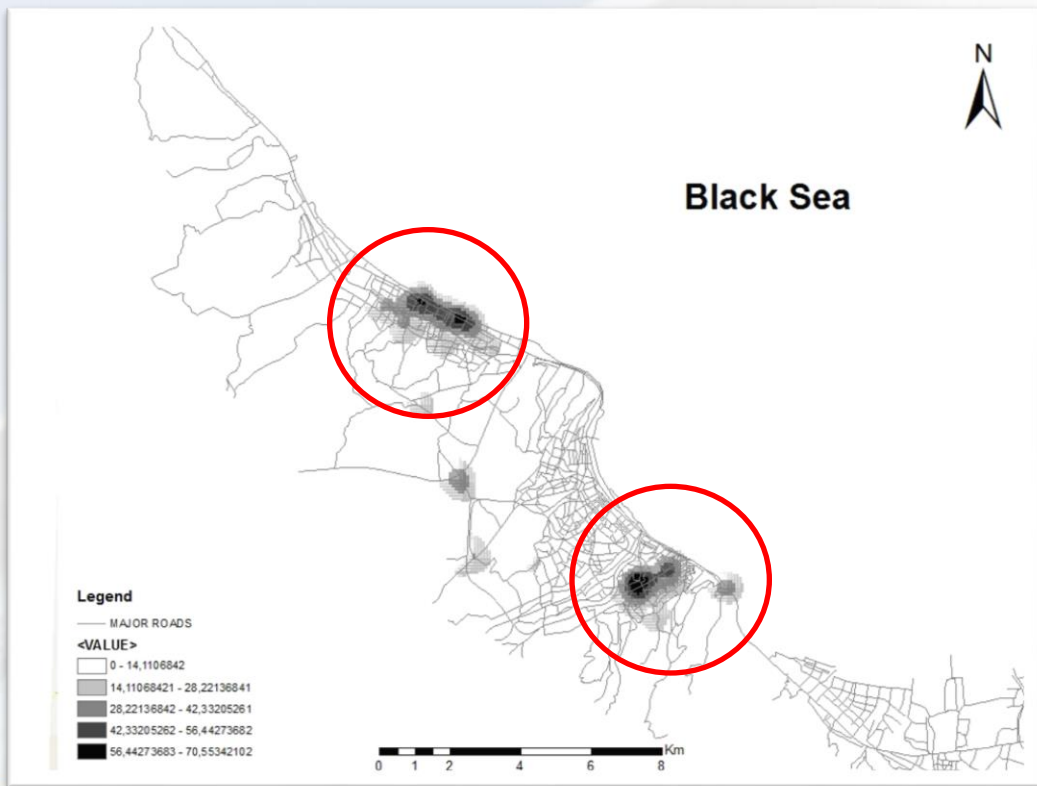 N
Black Sea
Legend
MAJOR ROADS
<VALUE>
0 - 14,1106842
14,11068421 - 28,22136841
28,22136842 - 42,33205261
42,33205262 - 56,44273682
56,44273683 - 70,55342102
Km
0 1 2 4 6 8